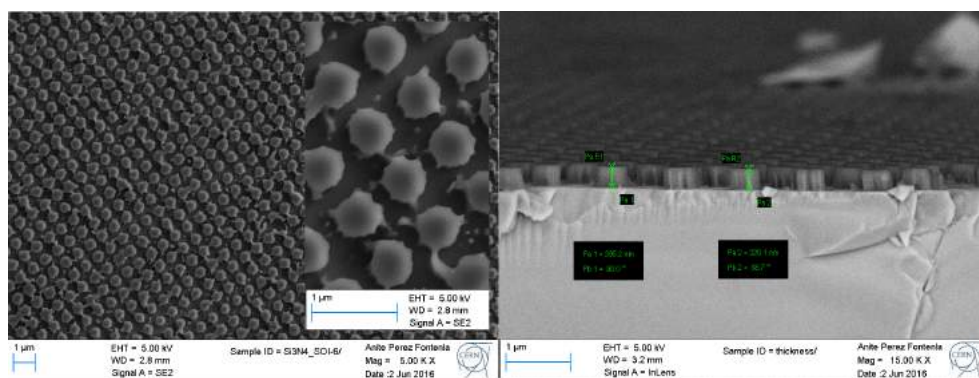 1 µm
EHT = 5.00 kV
WD = 2.8 mm
Signal A = SE2
1 µm
EHT = 5.00 kV
WD = 2.8 mm
Signal A = SE2
Sample ID = Si3N4_SOI-6/
Anite Perez Fontenla
Mag = 5.00 K X
Date :2 Jun 2016
CERN
1 µm
EHT = 5.00 kV
WD = 3.2 mm
Signal A = InLens
Sample ID = thickness/
Anite Perez Fontenla
Mag = 15.00 K X
Date :2 Jun 2016
CERN